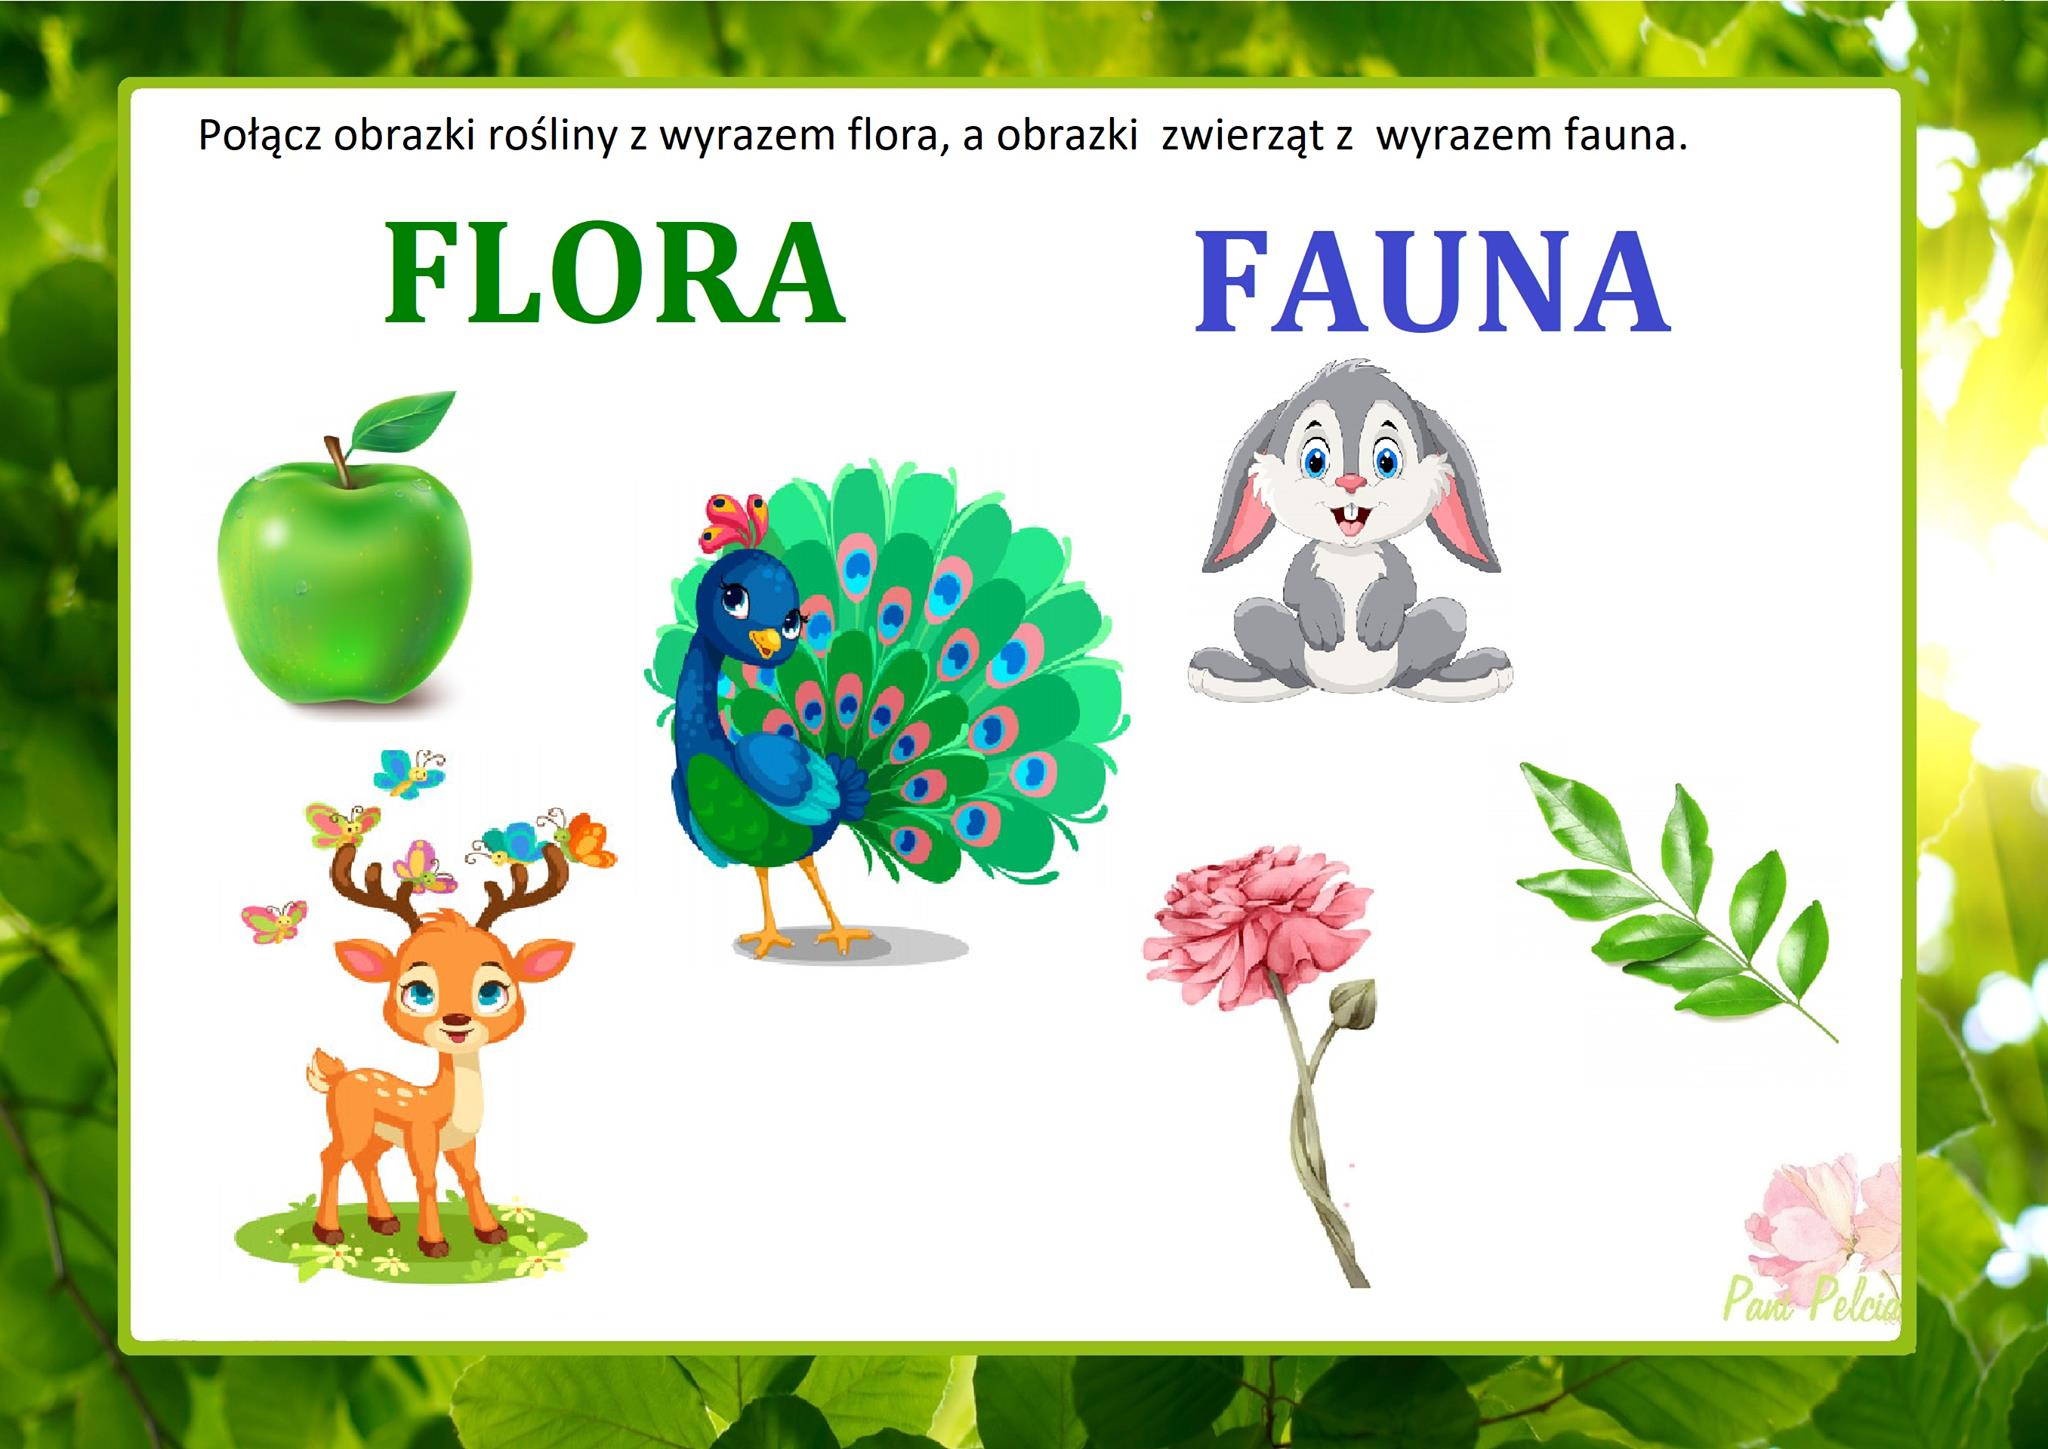 Połącz obrazki rośliny z wyrazem flora, a obrazki zwierząt z wyrazem fauna.
FLORA FAUNA
Pani Pelcia